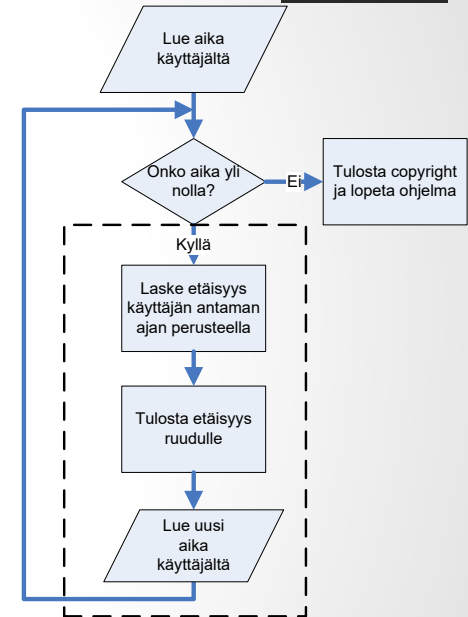 Lue aika
käyttäjältä
Onko aika yli
nolla?
Ei
Tulosta copyright
ja lopeta ohjelma
Kyllä
Laske etäisyys
käyttäjän antaman
ajan perusteella
Tulosta etäisyys
ruudulle
Lue uusi
aika
käyttäjältä